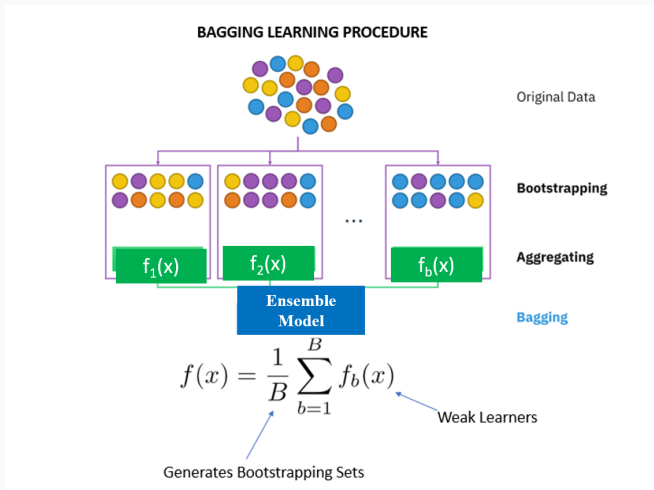 BAGGING LEARNING PROCEDURE
Original Data
Bootstrapping
...
f₁(x) f₂(x) fb(x)
Aggregating
Ensemble
Model
Bagging
f(x) = 1/B ∑ b=1 B fb(x)
Weak Learners
Generates Bootstrapping Sets